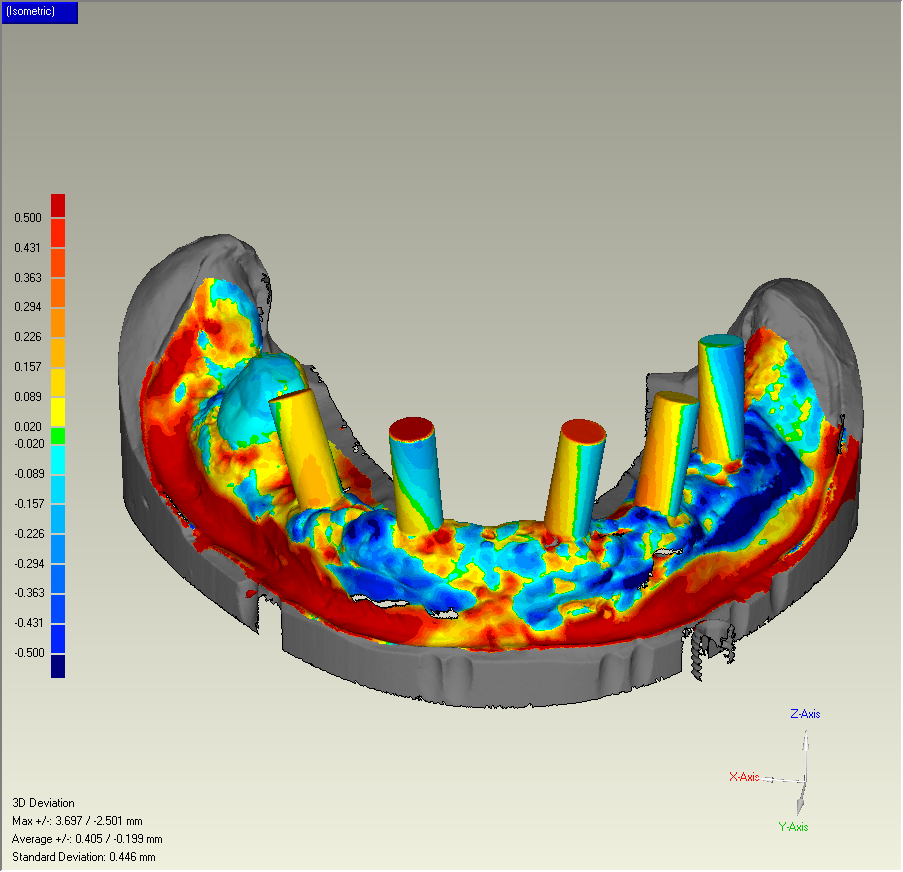 (Isometric)
0.500
0.431
0.363
0.294
0.226
0.157
0.089
0.020
-0.020
-0.089
-0.157
-0.226
-0.294
-0.363
-0.431
-0.500
Z-Axis
X-Axis
Y-Axis
3D Deviation
Max +/-: 3.697 / -2.501 mm
Average +/-: 0.405 / -0.199 mm
Standard Deviation: 0.446 mm